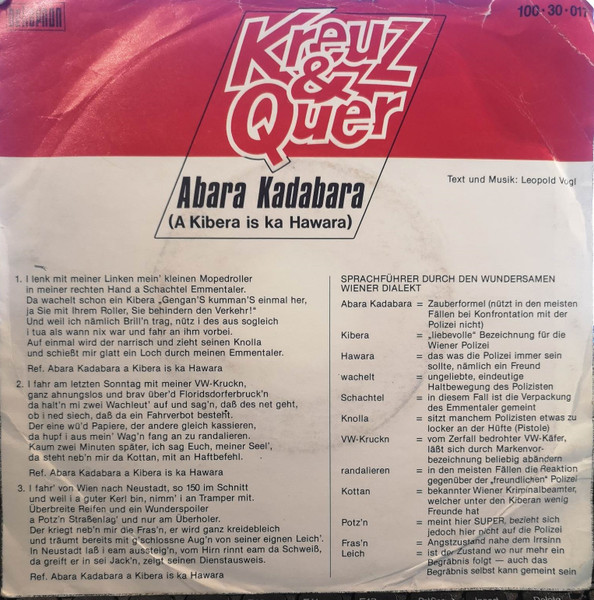 100·30·011
Kreuz
&
Quer
Abara Kadabara
(A Kibera is ka Hawara)
Text und Musik: Leopold Vogl
1. I lenk mit meiner Linken mein' kleinen Mopedroller
in meiner rechten Hand a Schachtel Emmentaler.
Da wachelt schon ein Kibera „Gengan'S kumman'S einmal her,
ja Sie mit Ihrem Roller, Sie behindern den Verkehr!"
Und weil ich nämlich Brill'n trag, nütz i des aus sogleich
i tua als wann nix war und fahr an ihm vorbei.
Auf einmal wird der narrisch und zieht seinen Knolla
und schießt mir glatt ein Loch durch meinen Emmentaler.
Ref. Abara Kadabara a Kibera is ka Hawara
2. I fahr am letzten Sonntag mit meiner VW-Kruckn,
ganz ahnungslos und brav über'd Floridsdorferbruck'n
da halt'n mi zwei Wachleut' auf und sag'n, daß des net geht,
ob i ned siech, daß da ein Fahrverbot besteht.
Der eine wü'd Papiere, der andere gleich kassieren,
da hupf i aus mein' Wag'n fang an zu randalieren.
Kaum zwei Minuten später, ich sag Euch, meiner Seel',
da steht neb'n mir da Kottan, mit an Haftbefehl.
Ref. Abara Kadabara a Kibera is ka Hawara
3. I fahr' von Wien nach Neustadt, so 150 im Schnitt
und weil i a guter Kerl bin, nimm' i an Tramper mit.
Überbreite Reifen und ein Wunderspoiler
a Potz'n Straßenlag' und nur am Überholer.
Der kriegt neb'n mir die Fras'n, er wird ganz kreidebleich
und träumt bereits mit g'schlossne Aug'n von seiner eignen Leich'.
In Neustadt laß i eam aussteig'n, vom Hirn rinnt eam da Schweiß,
da greift er in sei Jack'n, zeigt seinen Dienstausweis.
Ref. Abara Kadabara a Kibera is ka Hawara
SPRACHFÜHRER DURCH DEN WUNDERSAMEN
WIENER DIALEKT
Abara Kadabara = Zauberformel (nützt in den meisten
Fällen bei Konfrontation mit der
Polizei nicht)
Kibera = „liebevolle" Bezeichnung für die
Wiener Polizei
Hawara = das was die Polizei immer sein
sollte, nämlich ein Freund
wachelt = ungeliebte, eindeutige
Haltbewegung des Polizisten
Schachtel = in diesem Fall ist die Verpackung
des Emmentaler gemeint
Knolla = sitzt manchem Polizisten etwas zu
locker an der Hüfte (Pistole)
VW-Kruckn = vom Zerfall bedrohter VW-Käfer,
läßt sich durch Markenvor-
bezeichnung beliebig abändern
randalieren = in den meisten Fällen die Reaktion
gegenüber der „freundlichen" Polizei
Kottan = bekannter Wiener Kriminalbeamter,
welcher unter den Kiberan wenig
Freunde hat
Potz'n = meint hier SUPER, bezieht sich
jedoch hier nicht auf die Polizei
Fras'n = Angstzustand nahe dem Irrsinn
Leich = ist der Zustand wo nur mehr ein
Begräbnis folgt — auch das
Begräbnis selbst kann gemeint sein